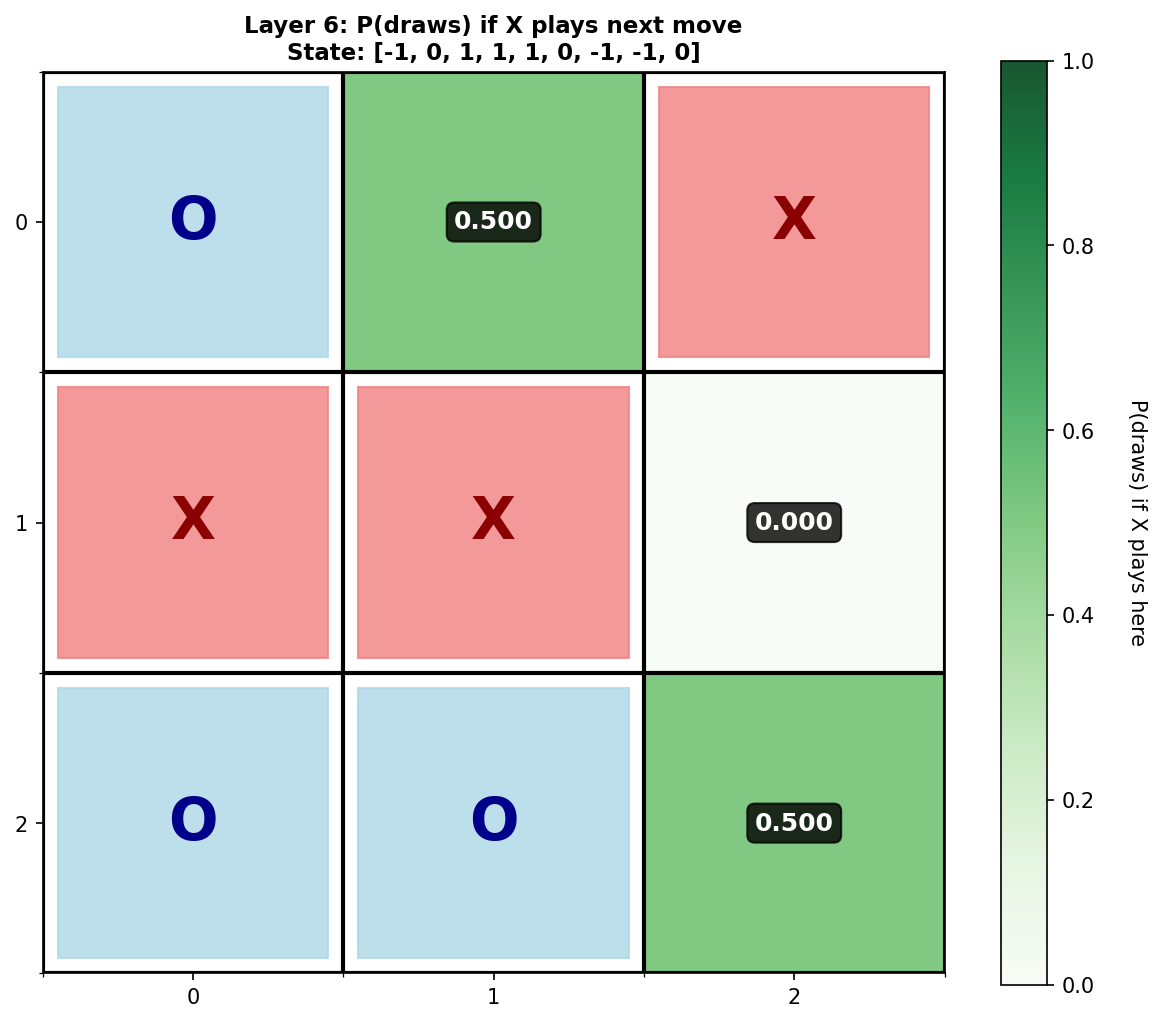 Layer 6: P(draws) if X plays next move
State: [-1, 0, 1, 1, 1, 0, -1, -1, 0]
O 0.500 X
X X 0.000
O O 0.500
0
1
2
0 1 2
1.0
0.8
0.6
0.4
0.2
0.0
P(draws) if X plays here